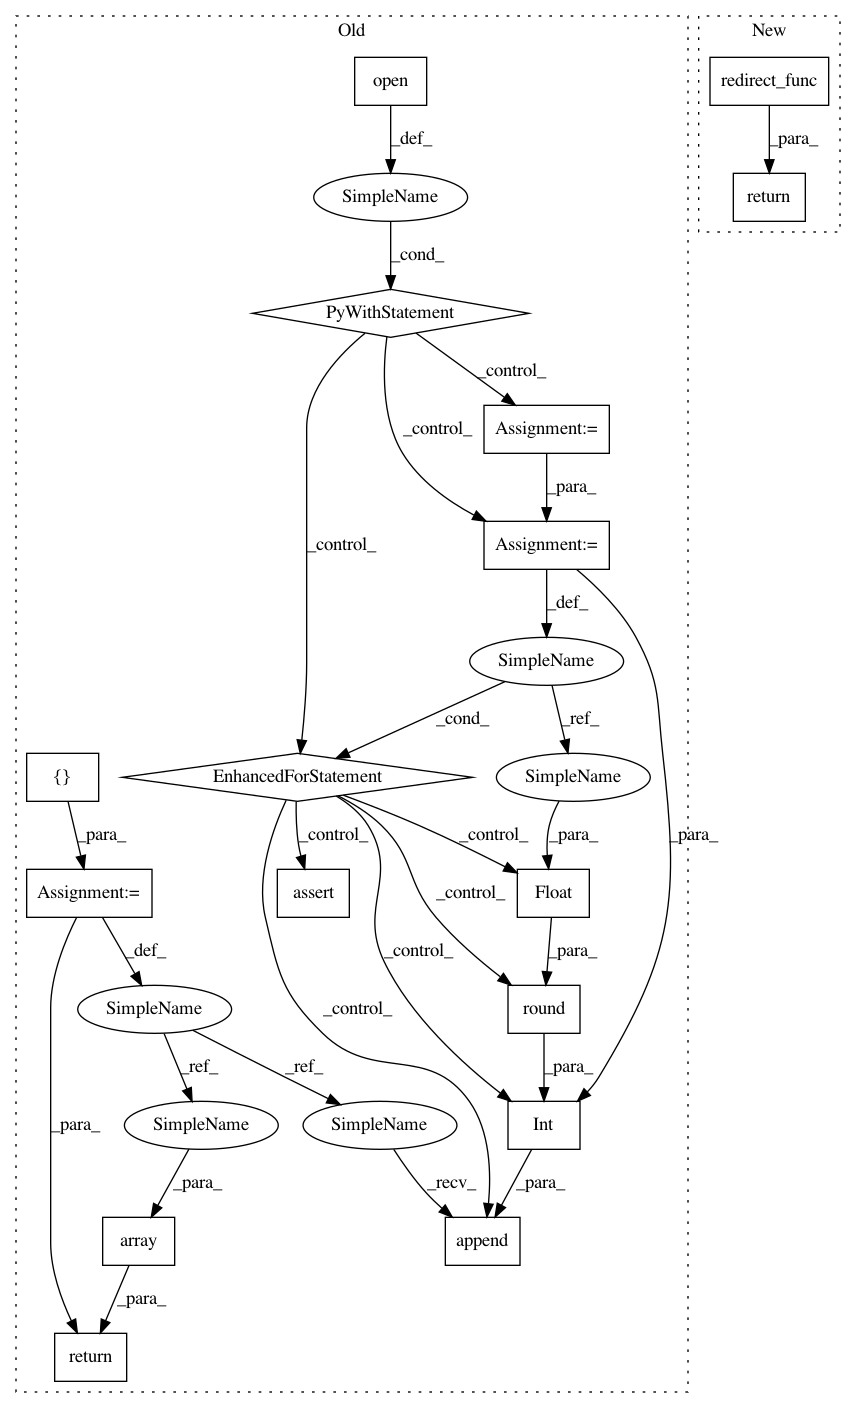 Old
New
open
redirect_func
_def_
_para_
SimpleName
return
_cond_
PyWithStatement
_control_
Assignment:=
_control_
_para_
_control_
Assignment:=
_def_
SimpleName
_cond_
_ref_
{}
EnhancedForStatement
SimpleName
_para_
_control_
_control_
_para_
_para_
Assignment:=
assert
_control_
Float
_def_
_control_
_para_
SimpleName
_control_
round
_ref_
_ref_
_para_
_para_
SimpleName
SimpleName
Int
_para_
_recv_
_para_
array
append
_para_
return